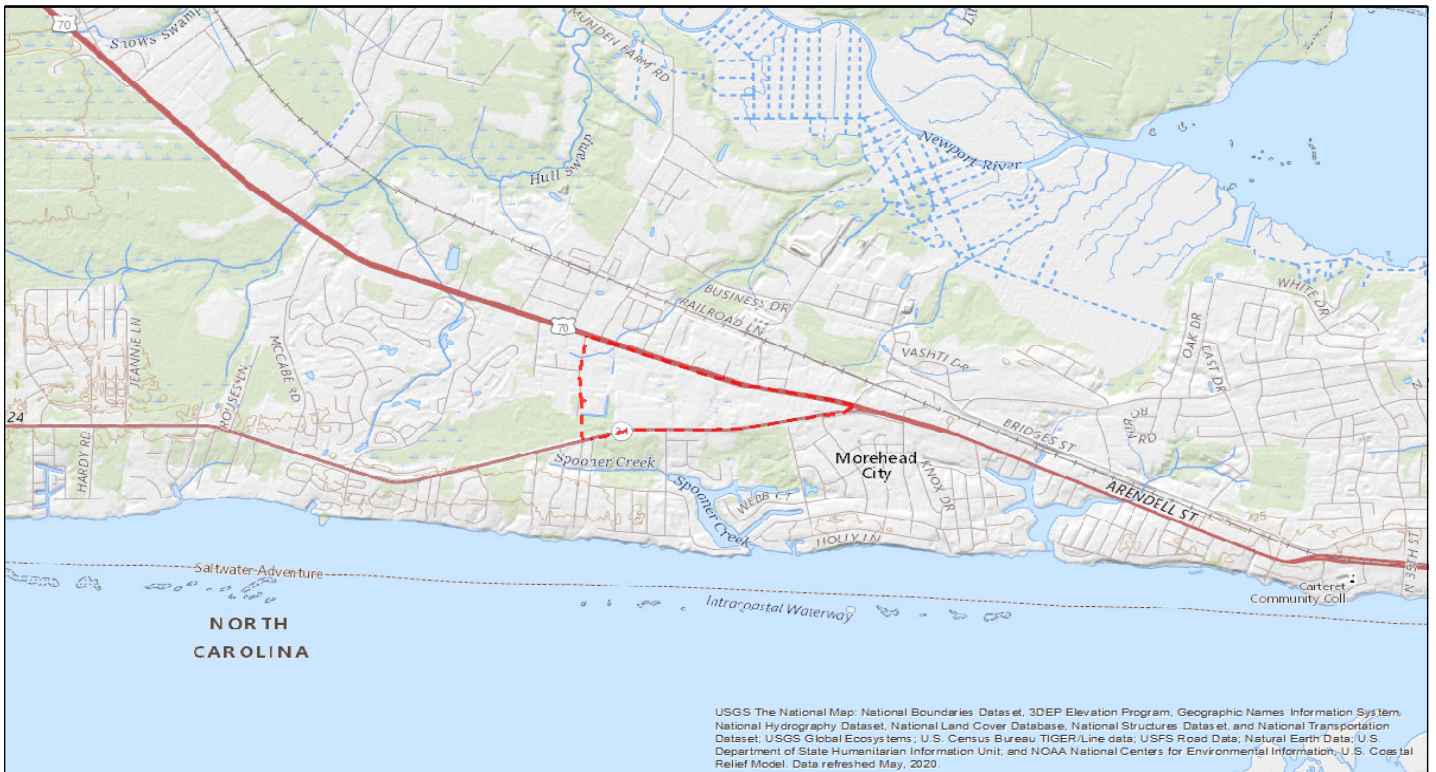 70
Snows Swamp
MUNDEN FARM RD
Hull Swamp
Newport River
BUSINESS DR
RAILROAD LN
WHITE DR
70
OAK DR
EAST DR
VASHTI DR
JEANNIE LN
MCCABE RD
ROUSES LN
24
24
ROBIN RD
BRIDGES ST
HARDY RD
Spooner Creek
Morehead
City
KNOX DR
ARENDELL ST
Spooner Creek
WEBB CT
HOLLY LN
N 35TH ST
Saltwater Adventure
Carteret
Community Coll
Intracoastal Waterway
NORTH
CAROLINA
USGS The National Map: National Boundaries Dataset, 3DEP Elevation Program, Geographic Names Information System,
National Hydrography Dataset, National Land Cover Database, National Structures Dataset, and National Transportation
Dataset; USGS Global Ecosystems; U.S. Census Bureau TIGER/Line data; USFS Road Data; Natural Earth Data; U.S.
Department of State Humanitarian Information Unit; and NOAA National Centers for Environmental Information, U.S. Coastal
Relief Model. Data refreshed May, 2020.